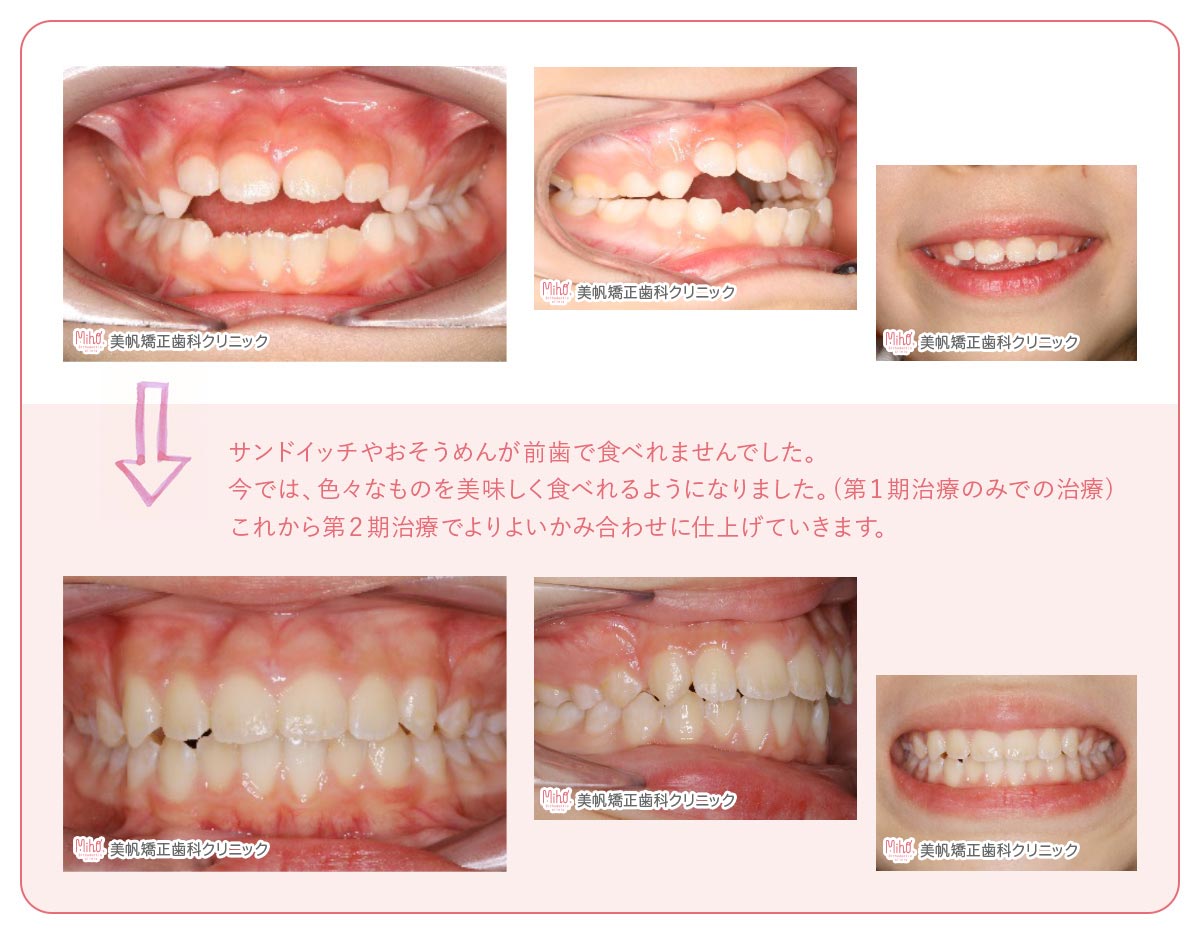 Miho.
美帆矯正歯科クリニック
Miho.
美帆矯正歯科クリニック
Miho.
美帆矯正歯科クリニック
サンドイッチやおそうめんが前歯で食べれませんでした。
今では、色々なものを美味しく食べれるようになりました。（第１期治療のみでの治療）
これから第２期治療でよりよいかみ合わせに仕上げていきます。
Miho.
美帆矯正歯科クリニック
Miho.
美帆矯正歯科クリニック
Miho.
美帆矯正歯科クリニック